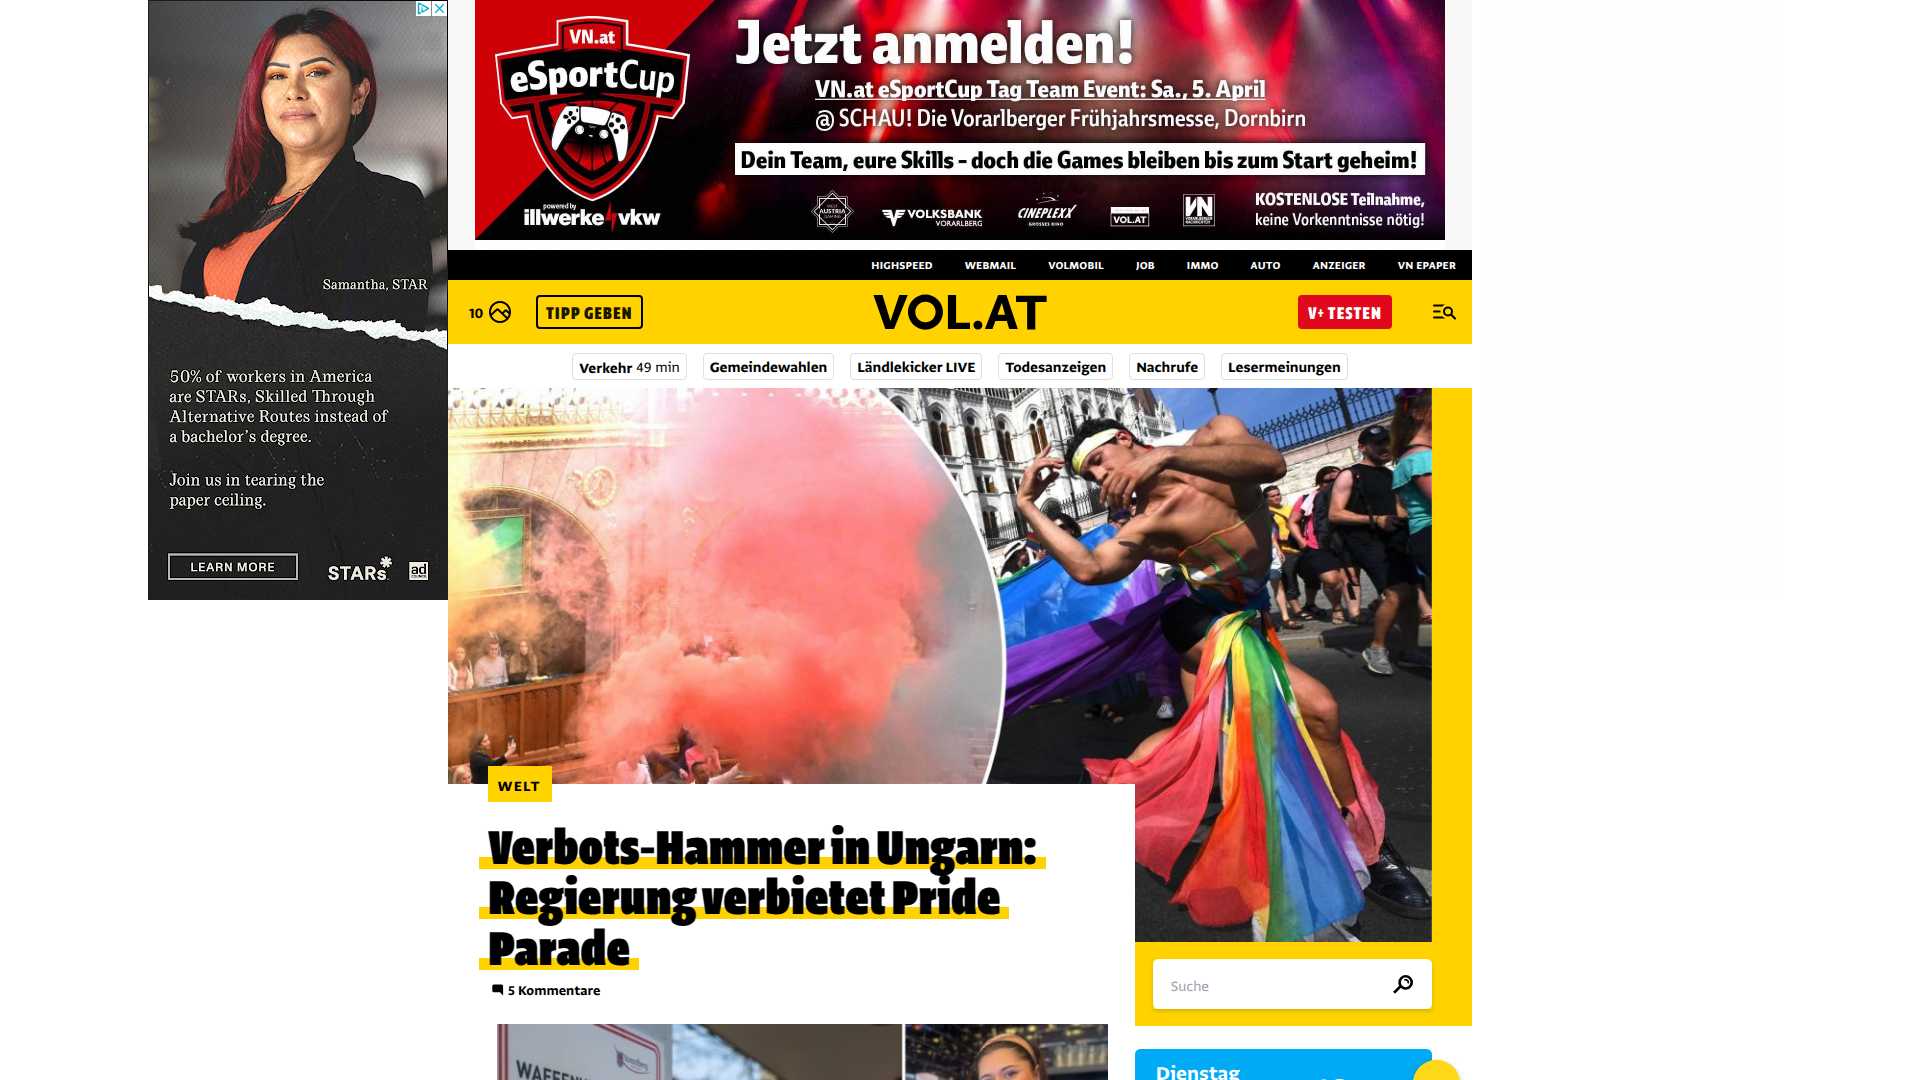 Samantha, STAR
50% of workers in America
are STARs, Skilled Through
Alternative Routes instead of
a bachelor's degree.
Join us in tearing the
paper ceiling.
LEARN MORE
STARs
ad
COUNCIL
VN.at
eSportCup
powered by
illwerke vkw
Jetzt anmelden!
VN.at eSportCup Tag Team Event: Sa., 5. April
@ SCHAU! Die Vorarlberger Frühjahrsmesse, Dornbirn
Dein Team, eure Skills – doch die Games bleiben bis zum Start geheim!
AUSTRIA
VOLKSBANK
VORARLBERG
CINEPLEXX
VOL.AT
VN
KOSTENLOSE Teilnahme,
keine Vorkenntnisse nötig!
HIGHSPEED WEBMAIL VOLMOBIL JOB IMMO AUTO ANZEIGER VN EPAPER
10 TIPP GEBEN VOL.AT V+ TESTEN
Verkehr 49 min Gemeindewahlen Ländlekicker LIVE Todesanzeigen Nachrufe Lesermeinungen
WELT
Verbots-Hammer in Ungarn:
Regierung verbietet Pride
Parade
5 Kommentare
Suche
Dienstag